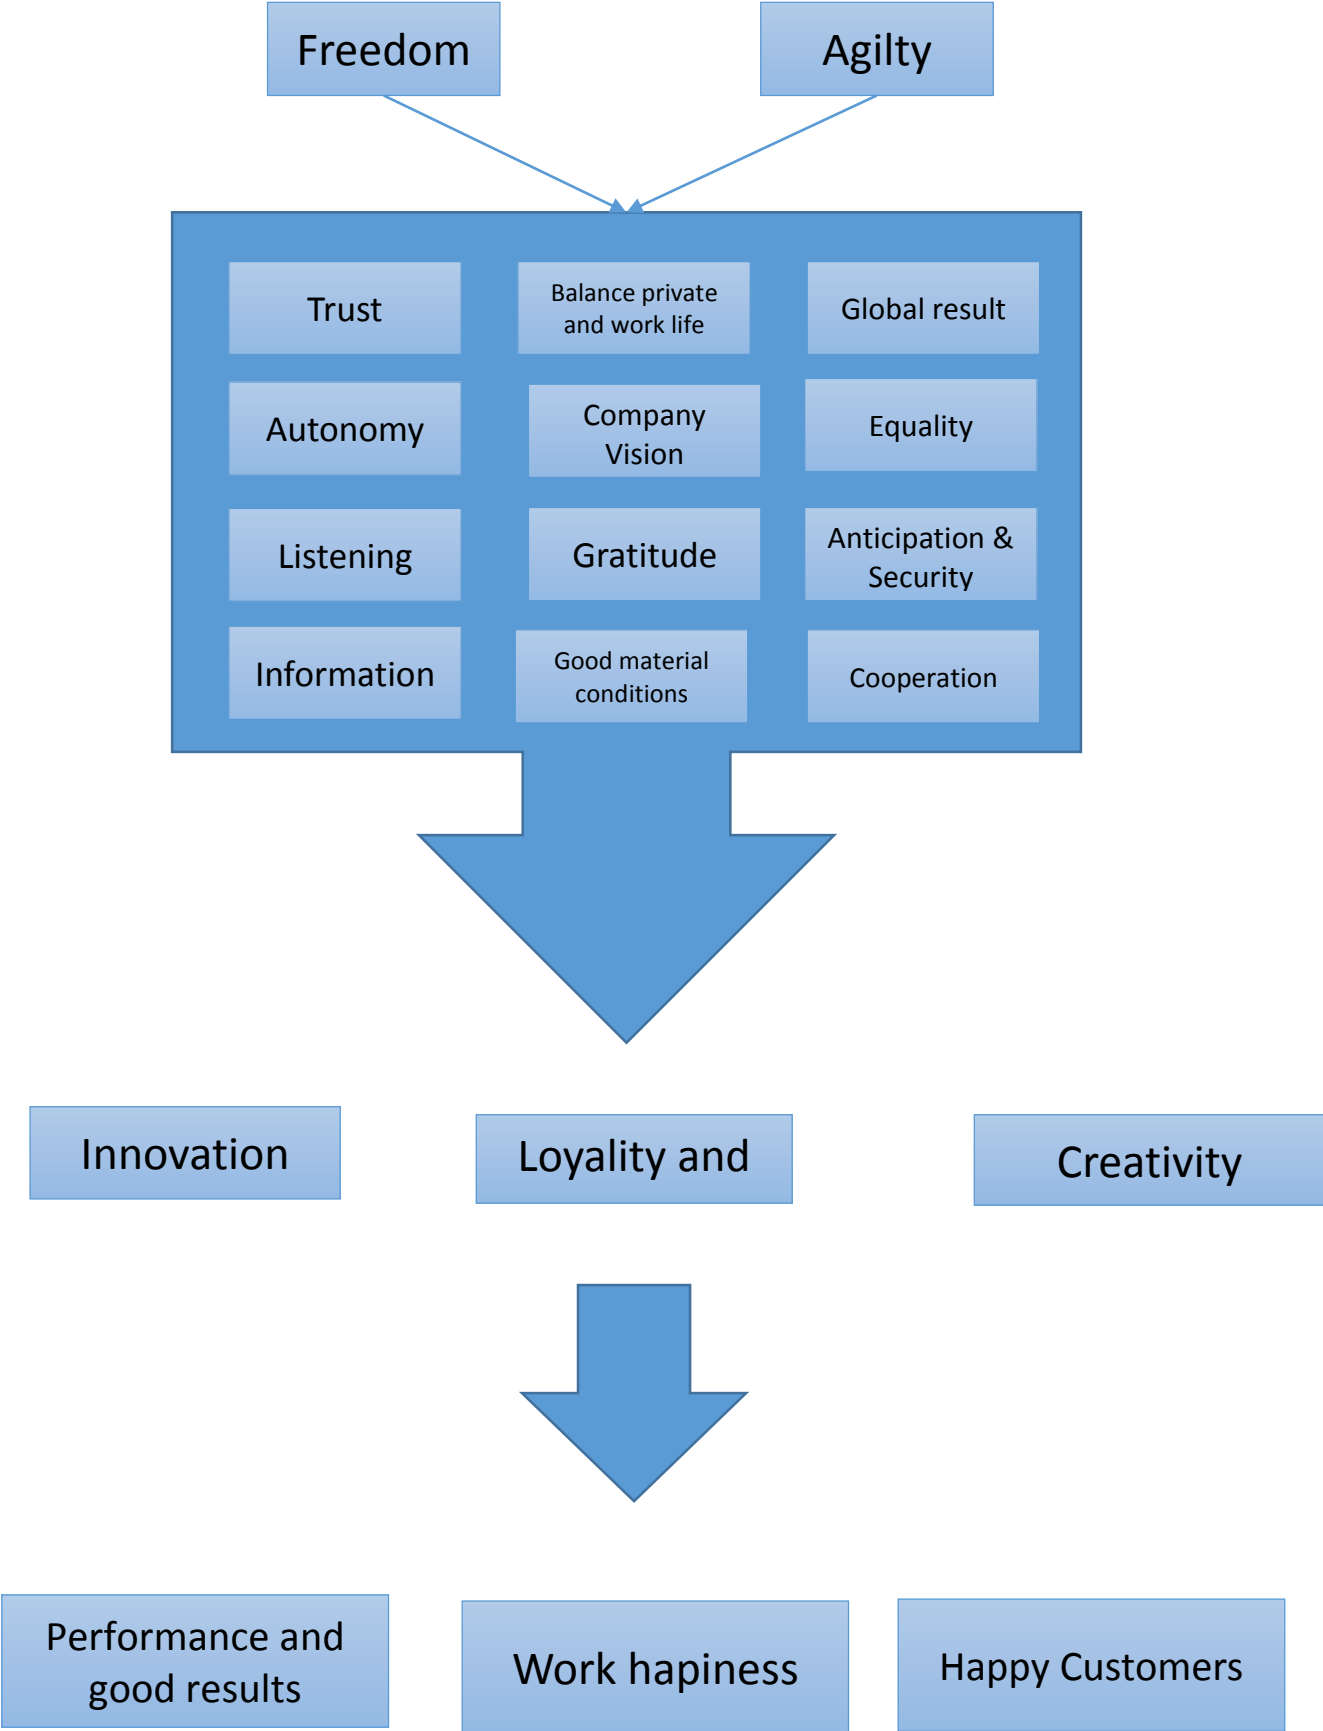 Freedom
Agilty
Trust
Balance private
and work life
Global result
Autonomy
Company
Vision
Equality
Listening
Gratitude
Anticipation &
Security
Information
Good material
conditions
Cooperation
Innovation
Loyality and
Creativity
Performance and
good results
Work hapiness
Happy Customers